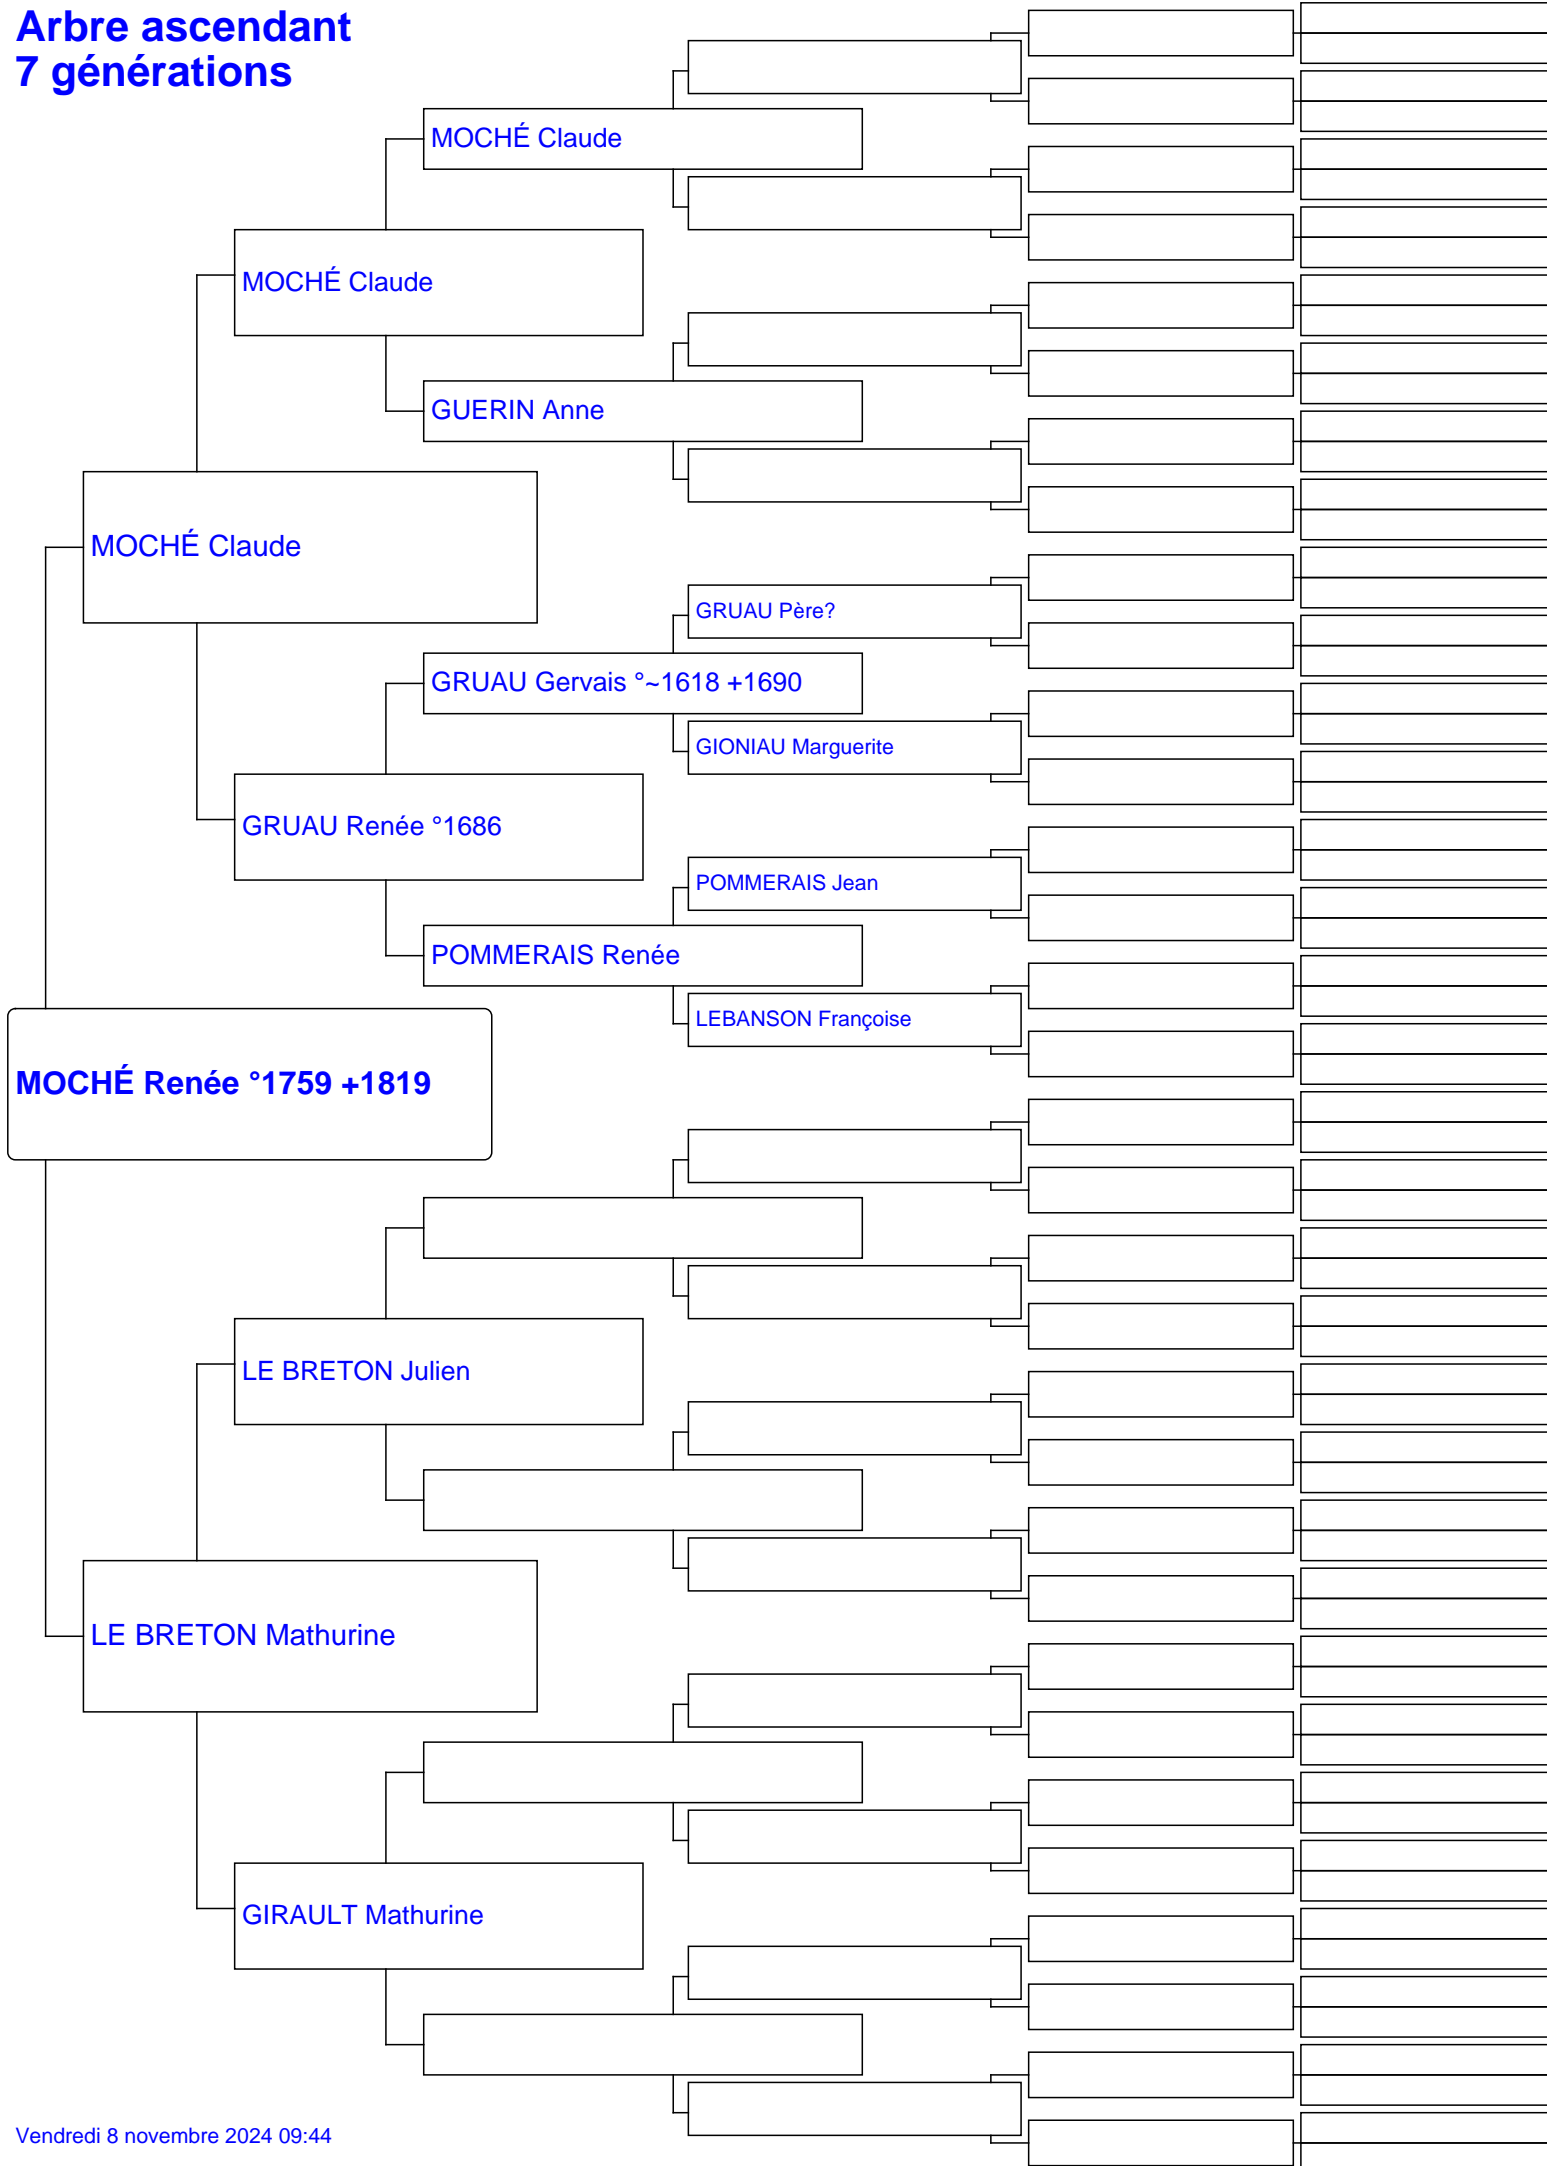 Arbre ascendant
7 générations
MOCHÉ Claude
MOCHÉ Claude
GUERIN Anne
MOCHÉ Claude
GRUAU Père?
GRUAU Gervais °~1618 +1690
GIONIAU Marguerite
GRUAU Renée °1686
POMMERAIS Jean
POMMERAIS Renée
LEBANSON Françoise
MOCHÉ Renée °1759 +1819
LE BRETON Julien
LE BRETON Mathurine
GIRAULT Mathurine
Vendredi 8 novembre 2024 09:44